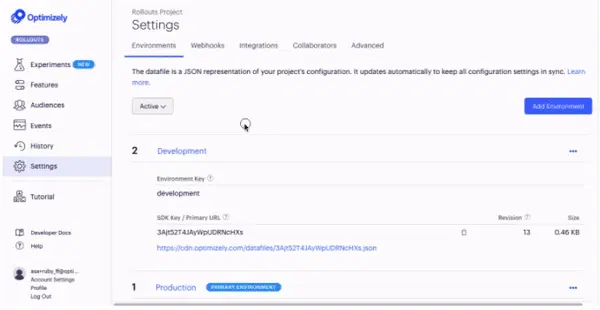 Optimizely
ROLLOUTS
Experiments NEW
Features
Audiences
Events
History
Settings
Tutorial
Developer Docs
Help
Account Settings
Profile
Log Out
Rollouts Project
Settings
Environments Webhooks Integrations Collaborators Advanced
The datafile is a JSON representation of your project's configuration. It updates automatically to keep all configuration settings in sync. Learn
more.
Active Add Environment
2 Development
Environment Key
development
SDK Key / Primary URL Revision Size
3Ajt52T4JAyWpUDRNcHXs 13 0.46 KB
https://cdn.optimizely.com/datafiles/3Ajt52T4JAyWpUDRNcHXs.json
1 Production PRIMARY ENVIRONMENT